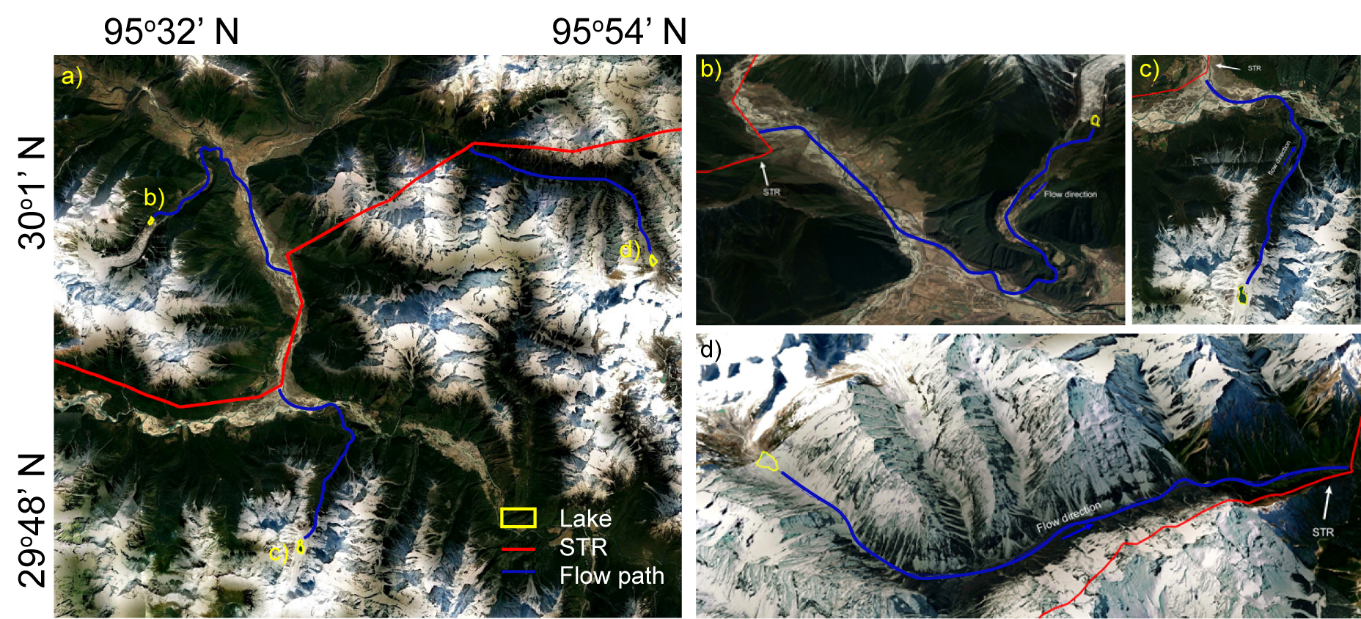 95°32’ N
95°54’ N
30°1’ N
29°48’ N
a)
b)
c)
d)
Lake
STR
Flow path
b)
STR
Flow direction
c)
STR
flow direction
d)
Flow direction
STR